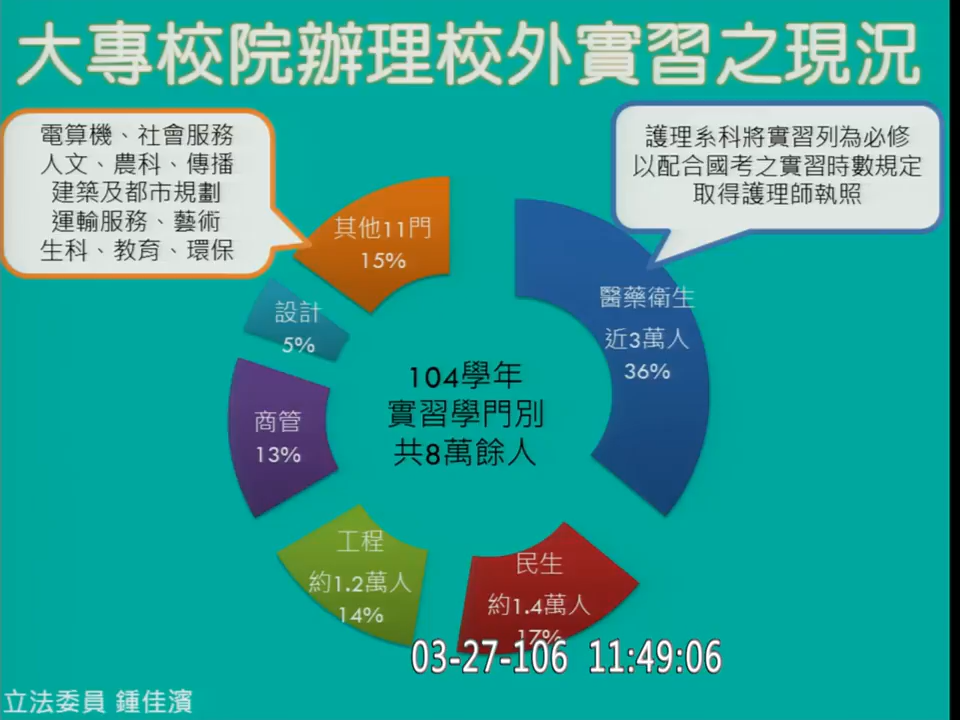 大專校院辦理校外實習之現況
電算機、社會服務
人文、農科、傳播
建築及都市規劃
運輸服務、藝術
生科、教育、環保
護理系科將實習列為必修
以配合國考之實習時數規定
取得護理師執照
其他11門
15%
醫藥衛生
近3萬人
36%
設計
5%
104學年
實習學門別
共8萬餘人
商管
13%
工程
約1.2萬人
14%
民生
約1.4萬人
17%
03-27-106 11:49:06
立法委員 鍾佳濱